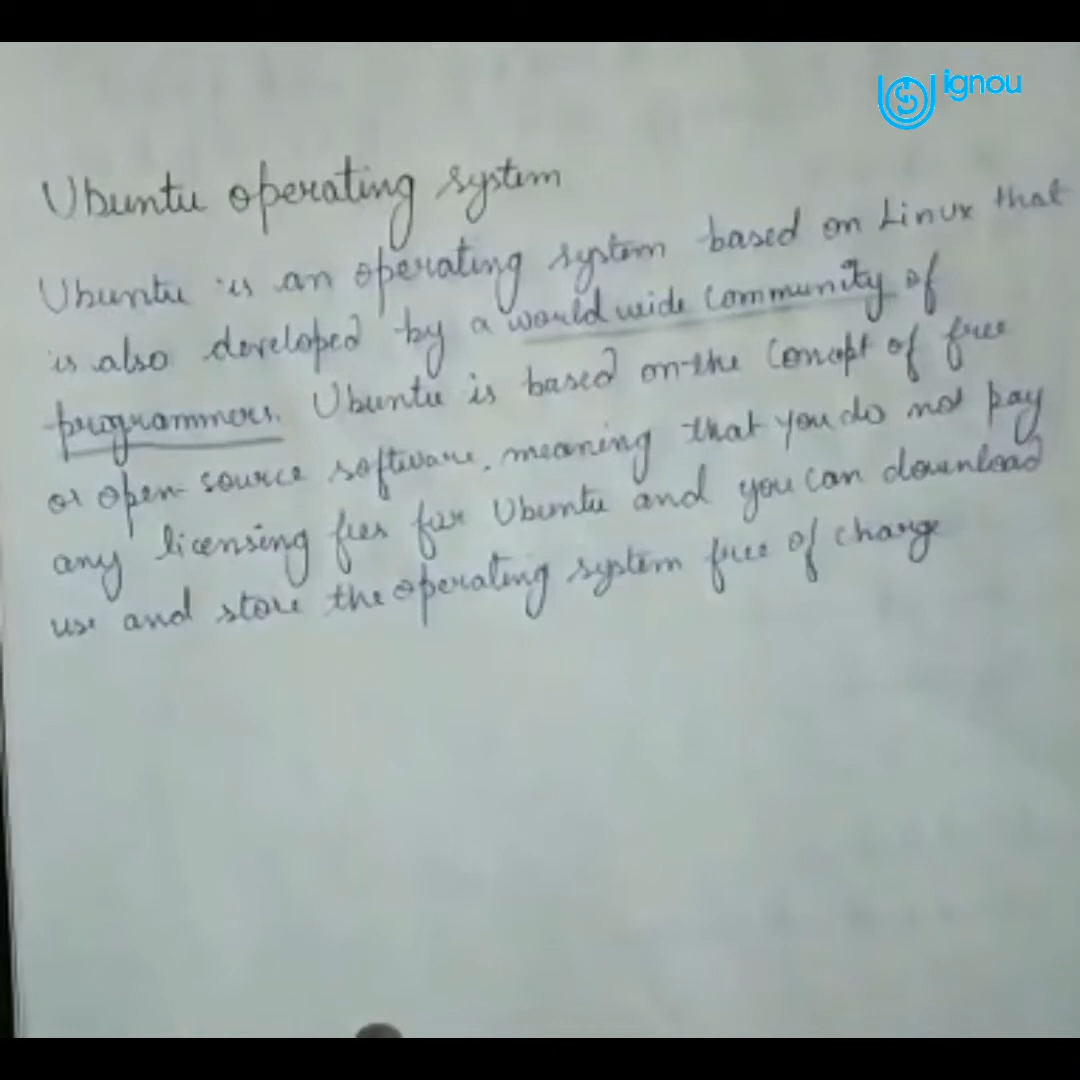 ignou
Ubuntu operating system
Ubuntu is an operating system based on Linux that
is also developed by a world wide community of
programmers. Ubuntu is based on the concept of free
or open-source software, meaning that you do not pay
any licensing fees for Ubuntu and you can download
use and store the operating system free of charge